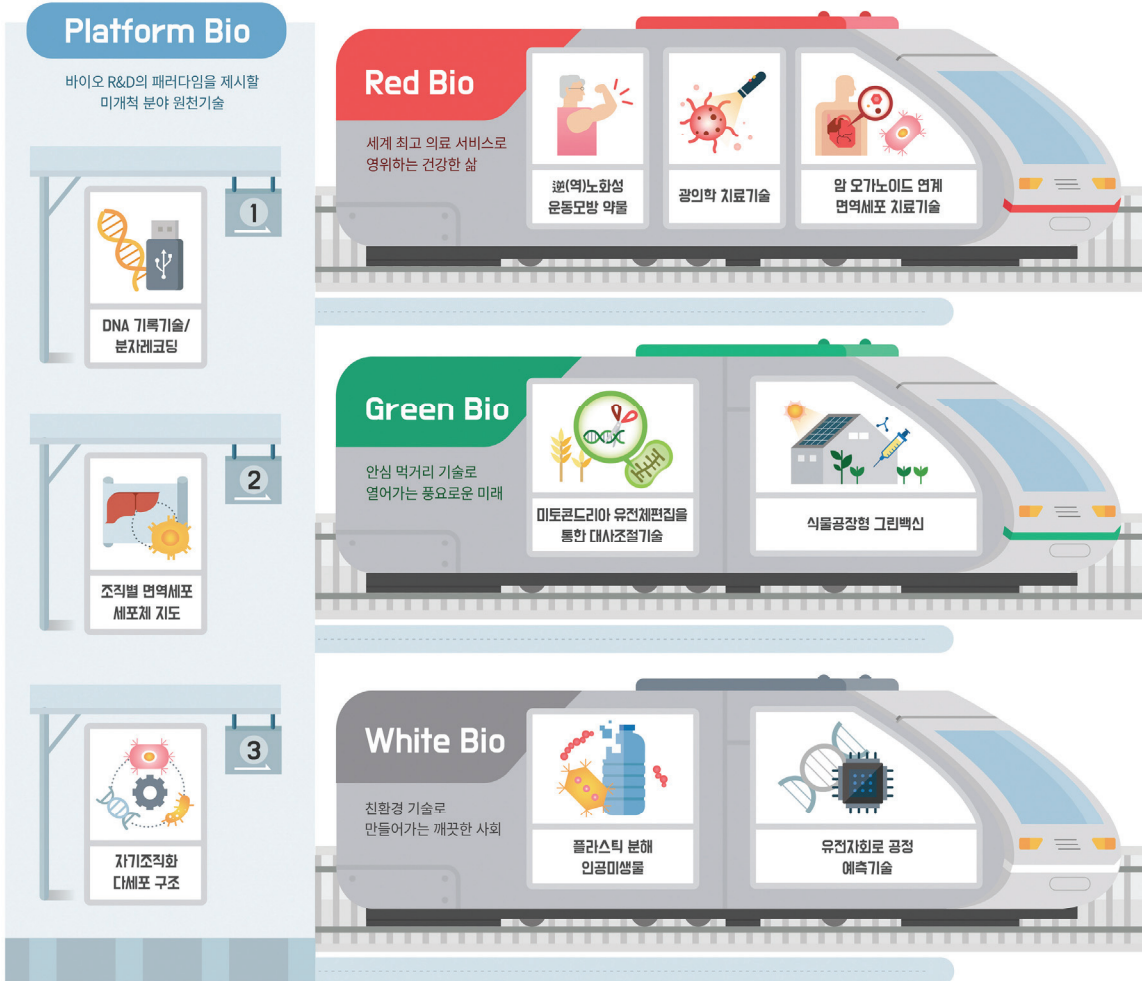 Platform Bio
바이오 R&D의 패러다임을 제시할
미개척 분야 원천기술
1
DNA 기록기술/
분자레코딩
2
조직별 면역세포
세포체 지도
3
자기조직화
다세포 구조
Red Bio
세계 최고 의료 서비스로
영위하는 건강한 삶
逆(역)노화성
운동모방 약물
광의학 치료기술
암 오가노이드 연계
면역세포 치료기술
Green Bio
안심 먹거리 기술로
열어가는 풍요로운 미래
미토콘드리아 유전체편집을
통한 대사조절기술
식물공장형 그린백신
White Bio
친환경 기술로
만들어가는 깨끗한 사회
플라스틱 분해
인공미생물
유전자회로 공정
예측기술